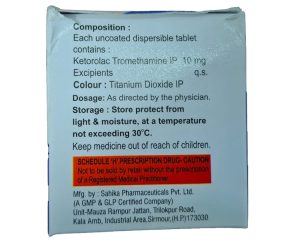 Composition :
Each uncoated dispersible tablet
contains :
Ketorolac Tromethamine IP 10 mg
Excipients q.s.
Colour : Titanium Dioxide IP
Dosage: As directed by the physician.
Storage : Store protect from
light & moisture, at a temperature
not exceeding 30°C.
Keep medicine out of reach of children.
SCHEDULE 'H' PRESCRIPTION DRUG- CAUTION
Not to be sold by retail without the prescription
of a Registered Medical Practitioner.
Mfg. by : Sahika Pharmaceuticals Pvt. Ltd.
(A GMP & GLP Certified Company)
Unit-Mauza Rampur Jattan, Trilokpur Road,
Kala Amb, Industrial Area, Sirmour,(H.P)173030